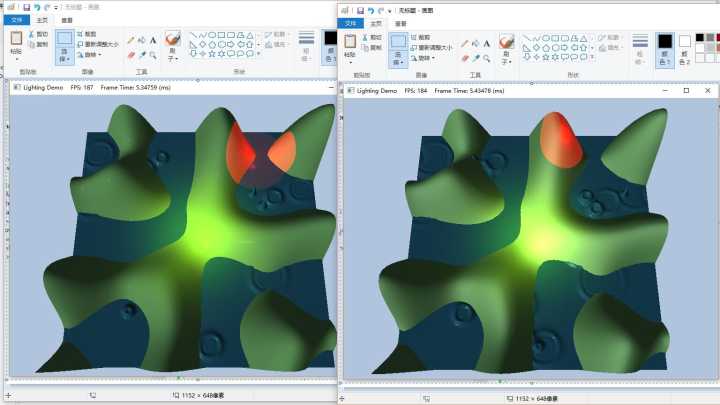 无标题 - 画图
文件 主页 查看
粘贴
剪切
复制
选择
裁剪
重新调整大小
旋转
刷子
轮廓
填充
粗细
颜色 1
剪贴板 图像 工具 形状
Lighting Demo FPS: 187 Frame Time: 5.34759 (ms)
1152 × 648像素
无标题 - 画图
文件 主页 查看
粘贴
剪切
复制
选择
裁剪
重新调整大小
旋转
刷子
轮廓
填充
粗细
颜色 1
颜色 2
剪贴板 图像 工具 形状
Lighting Demo FPS: 184 Frame Time: 5.43478 (ms)
1152 × 648像素